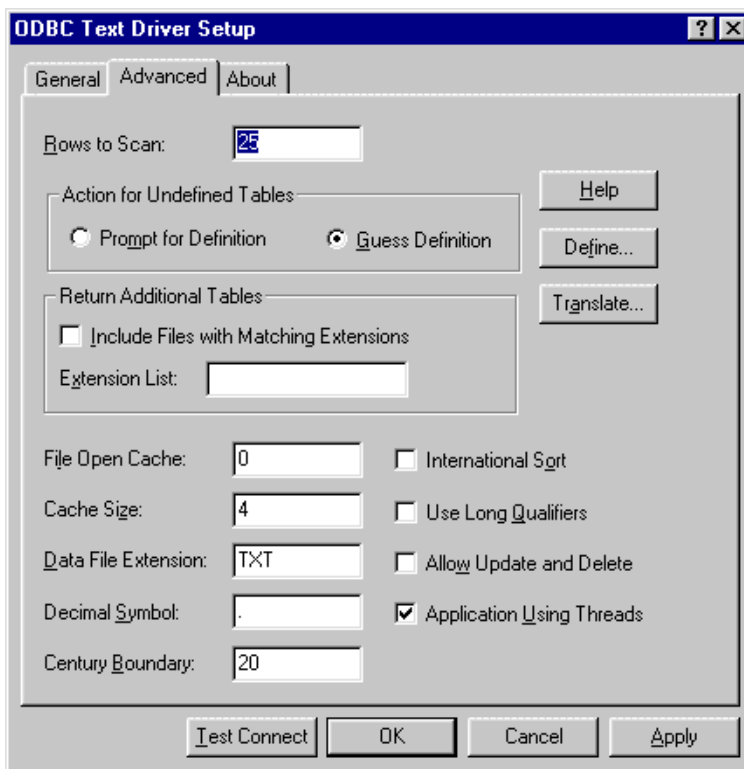 ODBC Text Driver Setup
General Advanced About
Rows to Scan: 25
Action for Undefined Tables
Prompt for Definition Guess Definition
Help
Define...
Return Additional Tables
Translate...
Include Files with Matching Extensions
Extension List:
File Open Cache: 0 International Sort
Cache Size: 4 Use Long Qualifiers
Data File Extension: TXT Allow Update and Delete
Decimal Symbol: . Application Using Threads
Century Boundary: 20
Test Connect OK Cancel Apply